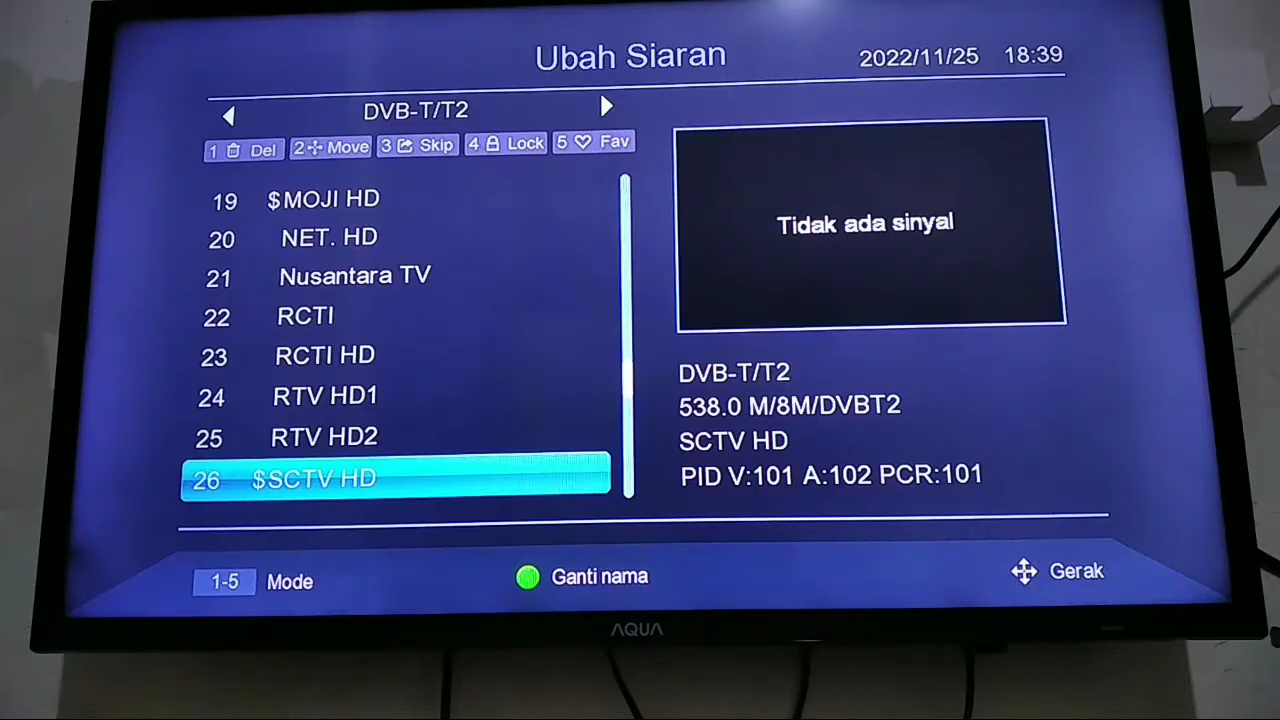 Ubah Siaran 2022/11/25 18:39
DVB-T/T2
1 Del 2 Move 3 Skip 4 Lock 5 Fav
19 $MOJI HD
20 NET. HD
21 Nusantara TV
22 RCTI
23 RCTI HD
24 RTV HD1
25 RTV HD2
26 $SCTV HD
Tidak ada sinyal
DVB-T/T2
538.0 M/8M/DVBT2
SCTV HD
PID V:101 A:102 PCR:101
1-5 Mode Ganti nama Gerak
AQUA